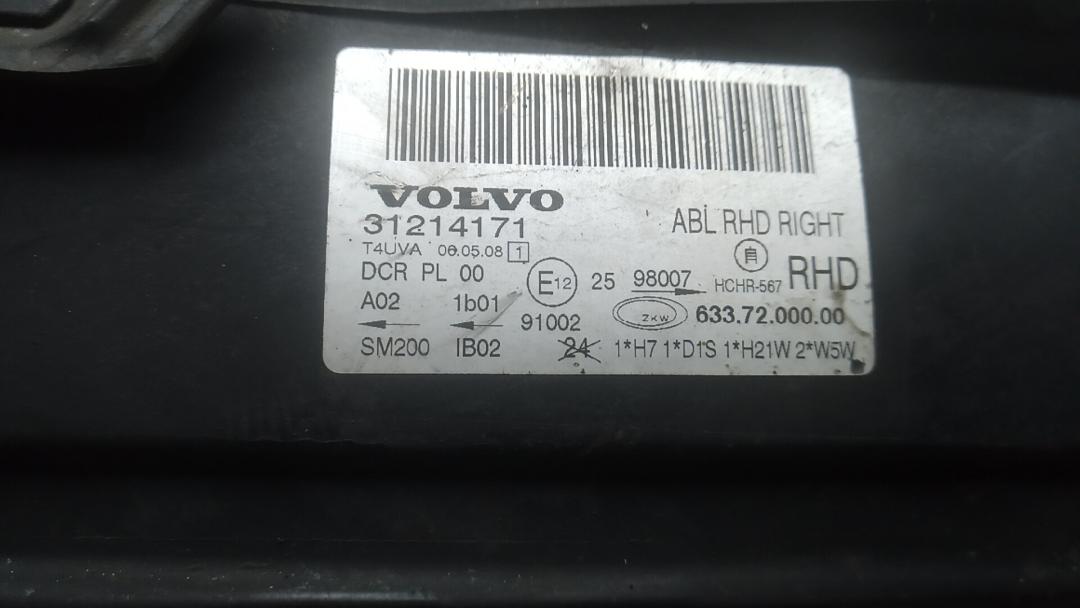 VOLVO
31214171
ABL RHD RIGHT
T4UVA 06.05.08 1
自
DCR PL 00
E12
25 98007
HCHR-567 RHD
A02 1b01
91002
ZKW 633.72.000.00
SM200 IB02
24 1*H7 1*D1S 1*H21W 2*W5W